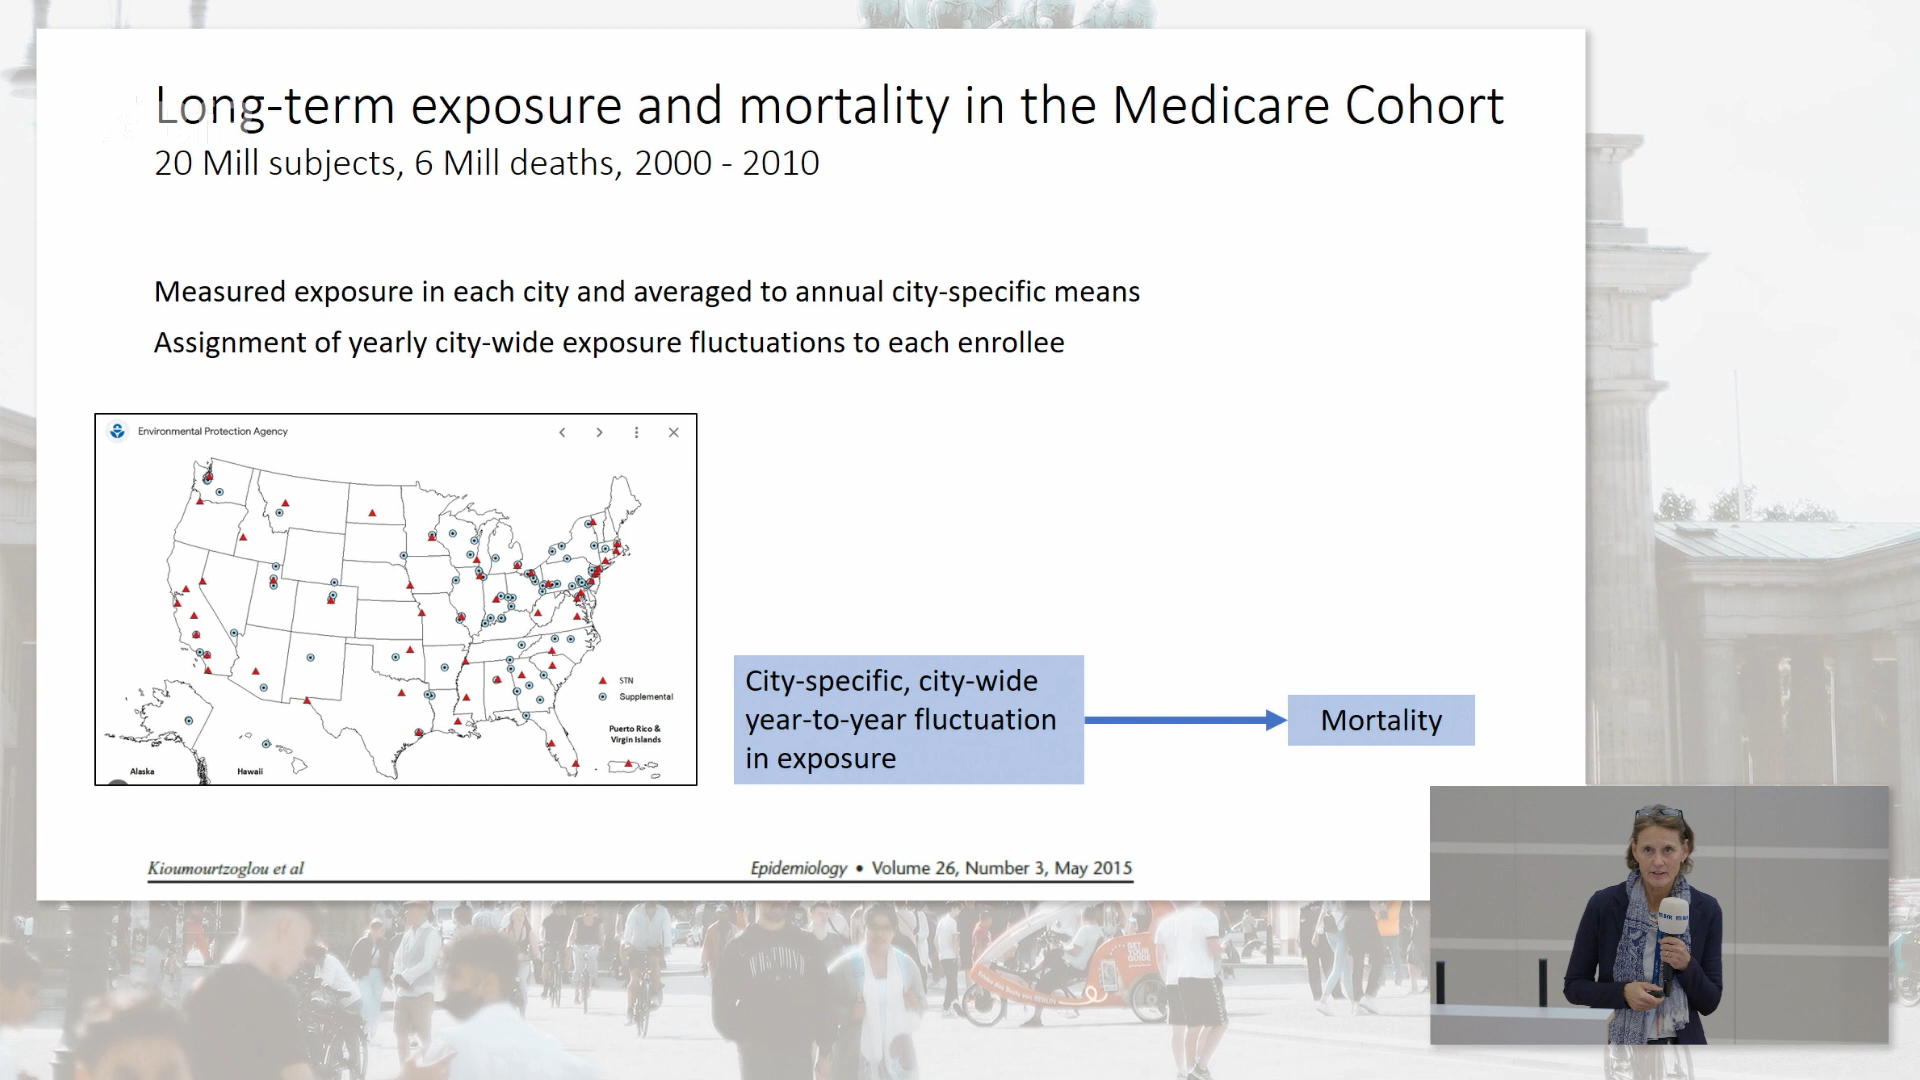 Long-term exposure and mortality in the Medicare Cohort
20 Mill subjects, 6 Mill deaths, 2000 - 2010
Measured exposure in each city and averaged to annual city-specific means
Assignment of yearly city-wide exposure fluctuations to each enrollee
Environmental Protection Agency
STN
Supplemental
Puerto Rico &
Virgin Islands
Alaska
Hawaii
City-specific, city-wide
year-to-year fluctuation
in exposure
Mortality
Kioumourtzoglou et al
Epidemiology • Volume 26, Number 3, May 2015
GET
YOUR
GUIDE